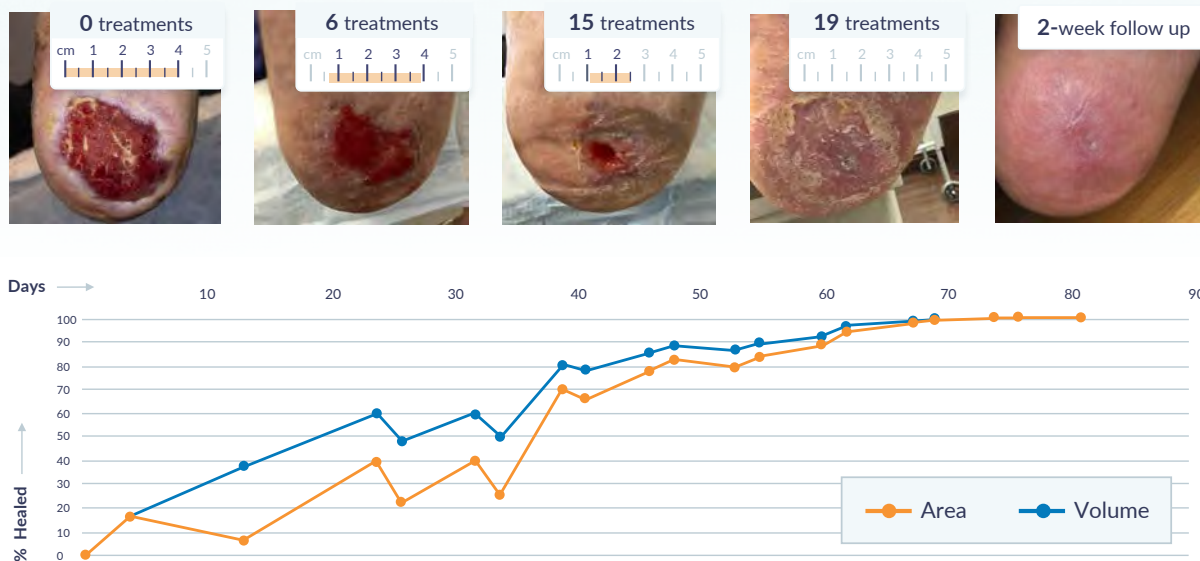 0 treatments
cm 1 2 3 4 5
6 treatments
cm 1 2 3 4 5
15 treatments
cm 1 2 3 4 5
19 treatments
cm 1 2 3 4 5
2-week follow up
Days
10 20 30 40 50 60 70 80 90
100
90
80
70
60
50
40
30
20
10
0
% Healed
Area
Volume